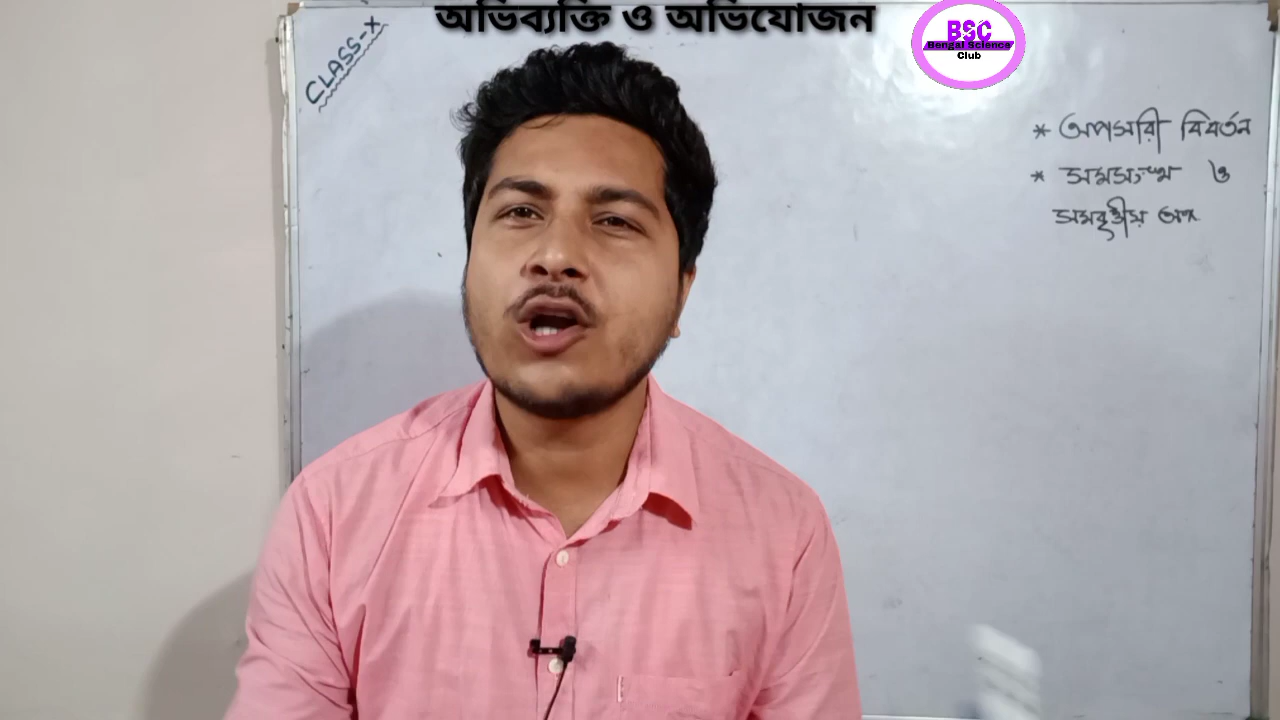 অভিব্যক্তি ও অভিযোজন
CLASS-X
BSC
Bengal Science
Club
* অপসারী বিবর্তন
* সমসংস্থ ও
সমবৃত্তীয় অঙ্গ